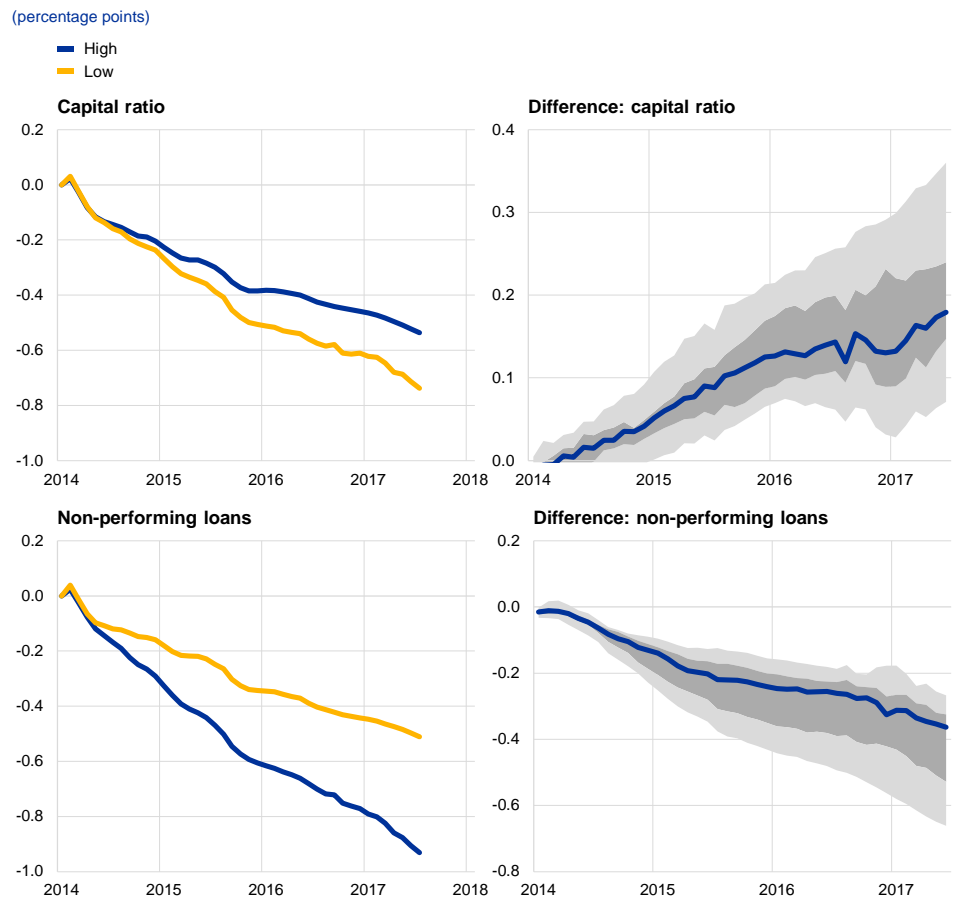 (percentage points)
High
Low
Capital ratio
0.2
0.0
-0.2
-0.4
-0.6
-0.8
-1.0
2014 2015 2016 2017 2018
Difference: capital ratio
0.4
0.3
0.2
0.1
0.0
2014 2015 2016 2017
Non-performing loans
0.2
0.0
-0.2
-0.4
-0.6
-0.8
-1.0
2014 2015 2016 2017 2018
Difference: non-performing loans
0.2
0.0
-0.2
-0.4
-0.6
-0.8
2014 2015 2016 2017